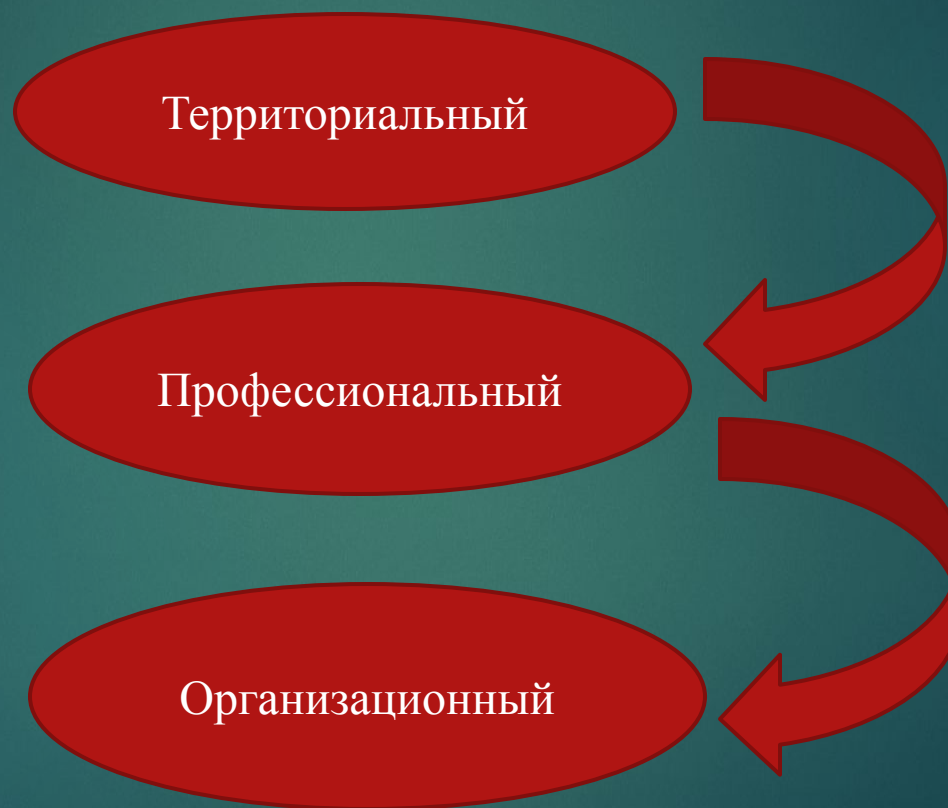 Территориальный
Профессиональный
Организационный